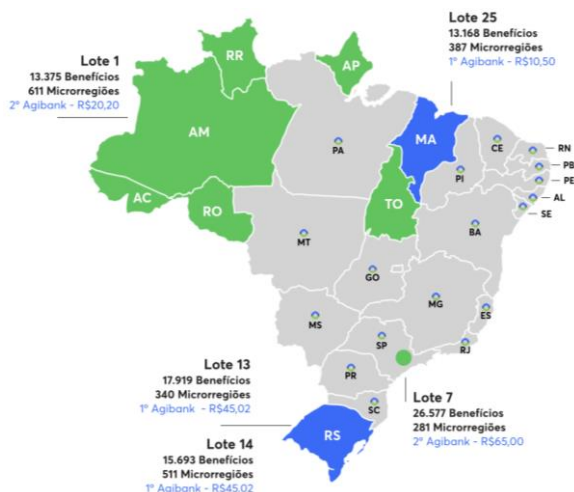 Lote 1
13.375 Benefícios
611 Microrregiões
2º Agibank - R$20,20
Lote 25
13.168 Benefícios
387 Microrregiões
1º Agibank - R$10,50
RR
AP
AM
PA
MA
CE
RN
PB
PE
AL
SE
PI
AC
RO
TO
BA
MT
GO
MG
ES
MS
SP
RJ
PR
SC
RS
Lote 13
17.919 Benefícios
340 Microrregiões
1º Agibank - R$45,02
Lote 14
15.693 Benefícios
511 Microrregiões
1º Agibank - R$45,02
Lote 7
26.577 Benefícios
281 Microrregiões
2º Agibank - R$65,00